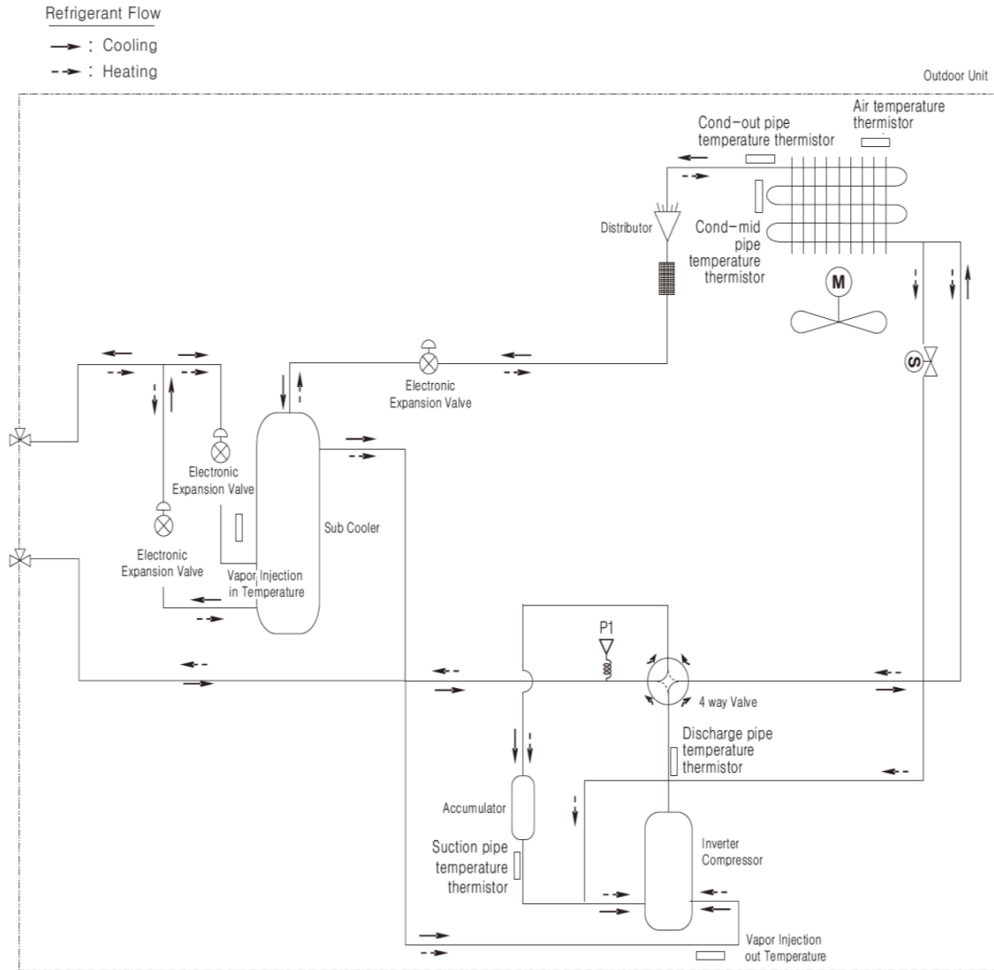 Refrigerant Flow
: Cooling
: Heating
Outdoor Unit
Air temperature
thermistor
Cond-out pipe
temperature thermistor
Distributor
Cond-mid
pipe
temperature
thermistor
M
S
Electronic
Expansion Valve
Electronic
Expansion Valve
Sub Cooler
Electronic
Expansion Valve
Vapor Injection
in Temperature
P1
4 way Valve
Discharge pipe
temperature
thermistor
Accumulator
Suction pipe
temperature
thermistor
Inverter
Compressor
Vapor Injection
out Temperature